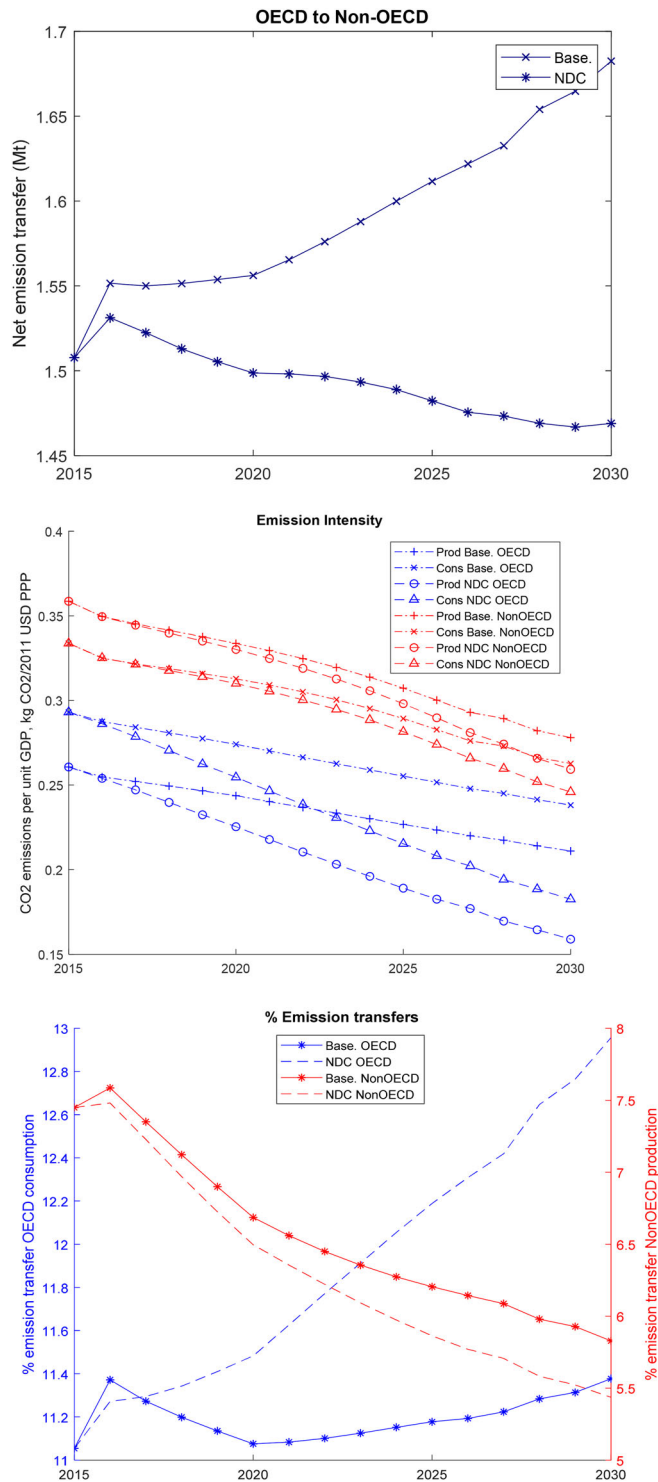 OECD to Non-OECD
1.7
Base.
NDC
1.65
1.6
1.55
1.5
1.45
Net emission transfer (Mt)
2015
2020
2025
2030
Emission Intensity
0.4
Prod Base. OECD
Cons Base. OECD
Prod NDC OECD
Cons NDC OECD
Prod Base. NonOECD
Cons Base. NonOECD
Prod NDC NonOECD
Cons NDC NonOECD
0.35
0.3
0.25
0.2
0.15
CO2 emissions per unit GDP, kg CO2/2011 USD PPP
2015
2020
2025
2030
% Emission transfers
13
8
Base. OECD
NDC OECD
Base. NonOECD
NDC NonOECD
12.8
7.5
12.6
12.4
7
12.2
6.5
12
11.8
6
11.6
11.4
5.5
11.2
11
5
% emission transfer OECD consumption
% emission transfer NonOECD production
2015
2020
2025
2030